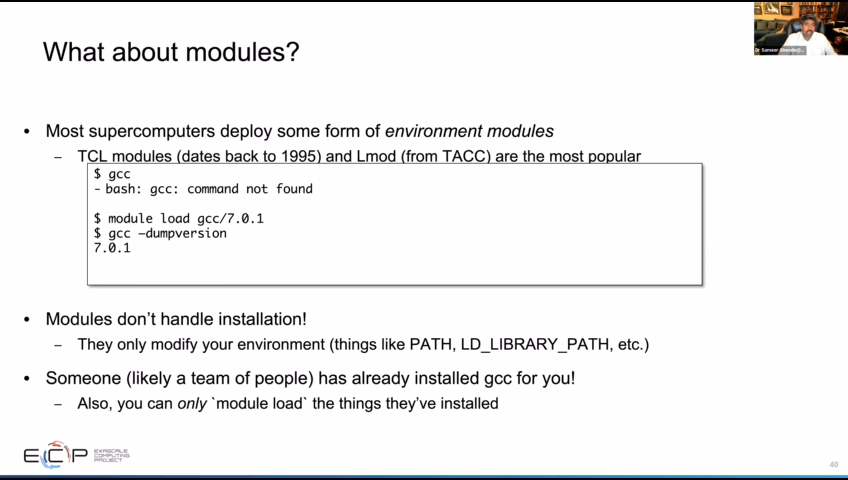 What about modules?
• Most supercomputers deploy some form of environment modules
– TCL modules (dates back to 1995) and Lmod (from TACC) are the most popular
$ gcc
- bash: gcc: command not found
$ module load gcc/7.0.1
$ gcc –dumpversion
7.0.1
• Modules don't handle installation!
– They only modify your environment (things like PATH, LD_LIBRARY_PATH, etc.)
• Someone (likely a team of people) has already installed gcc for you!
– Also, you can only `module load` the things they've installed
ECP EXASCALE COMPUTING PROJECT
40
Dr Sameer